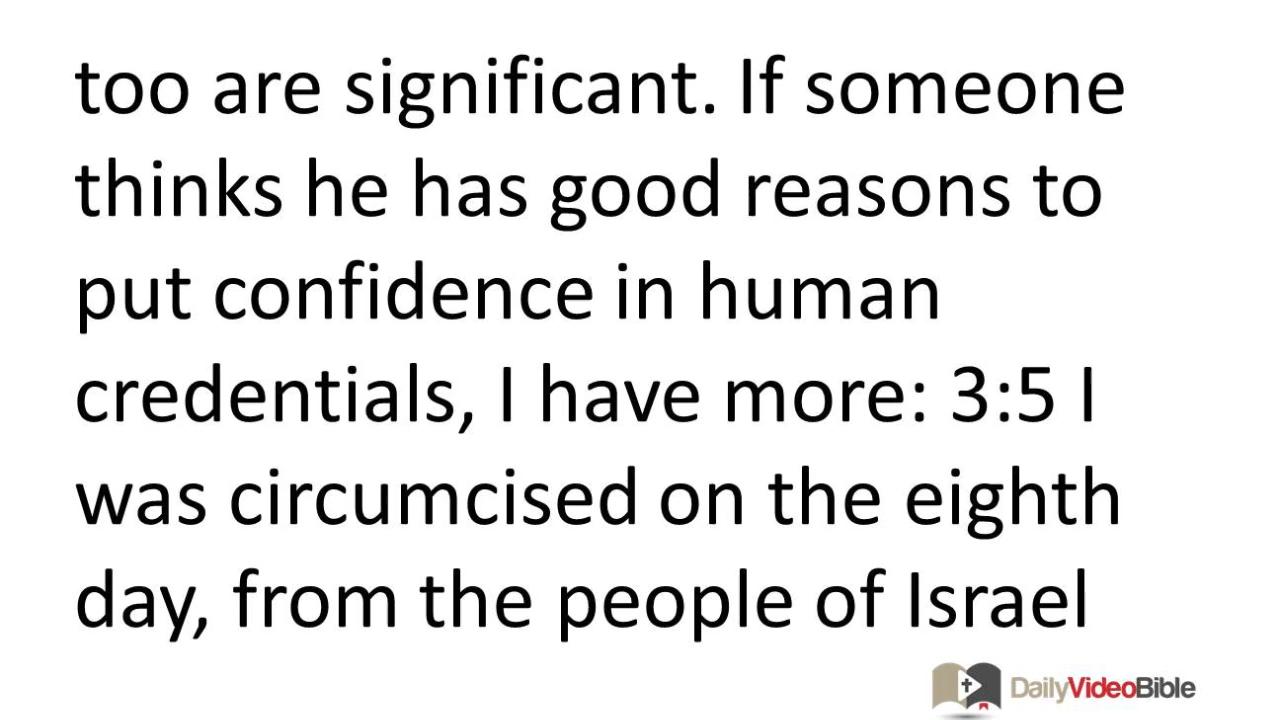 too are significant. If someone
thinks he has good reasons to
put confidence in human
credentials, I have more: 3:5 I
was circumcised on the eighth
day, from the people of Israel
DailyVideoBible